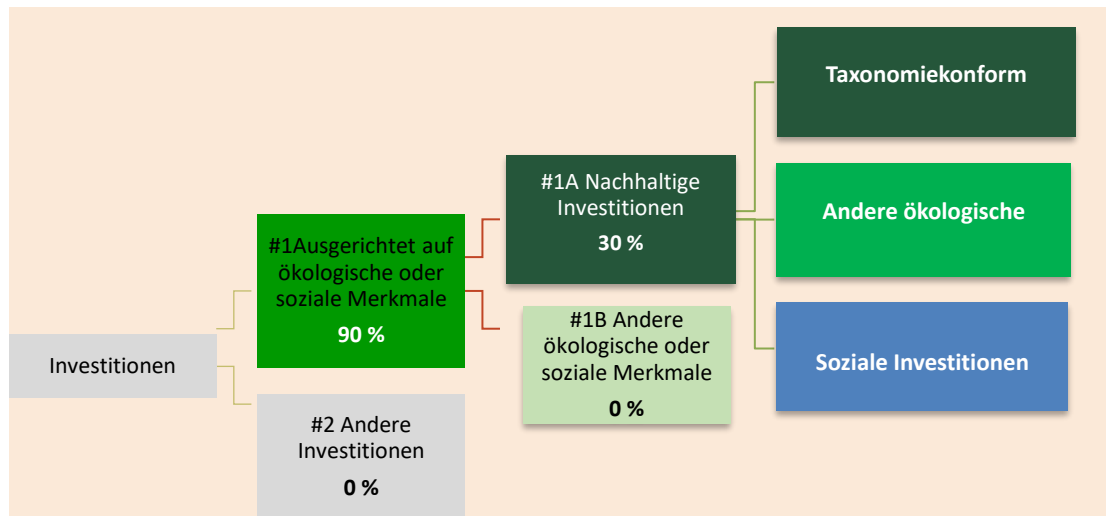 Investitionen
#1Ausgerichtet auf
ökologische oder
soziale Merkmale
90 %
#2 Andere
Investitionen
0 %
#1A Nachhaltige
Investitionen
30 %
#1B Andere
ökologische oder
soziale Merkmale
0 %
Taxonomiekonform
Andere ökologische
Soziale Investitionen